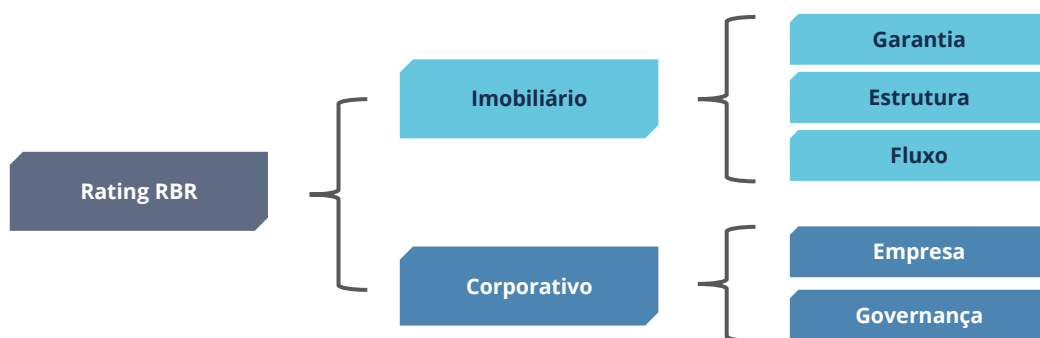 Rating RBR
Imobiliário
Garantia
Estrutura
Fluxo
Corporativo
Empresa
Governança